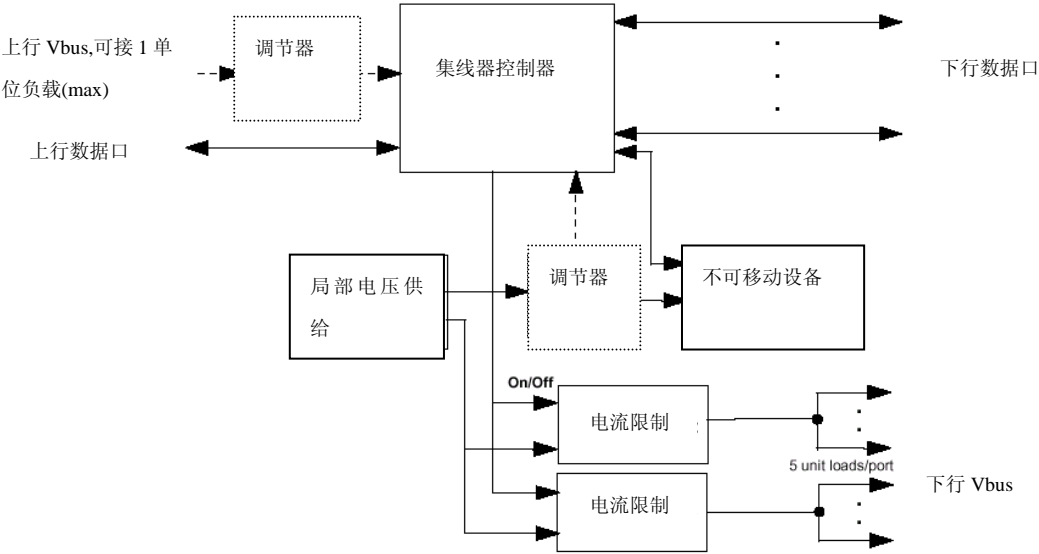 上行 Vbus,可接 1 单
位负载(max)
调节器
集线器控制器
下行数据口
上行数据口
局部电压供
给
调节器
不可移动设备
On/Off
电流限制
5 unit loads/port
下行 Vbus
电流限制